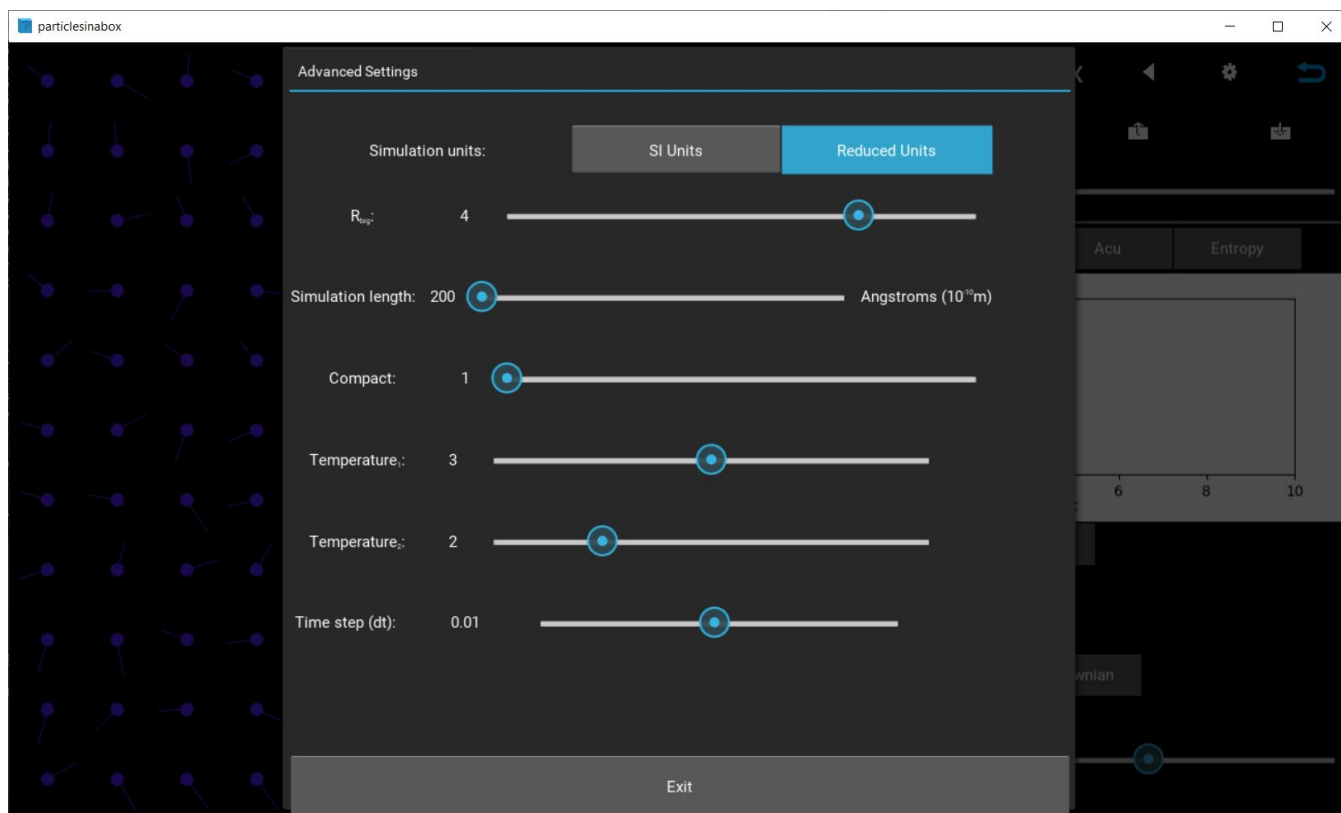 particlesinabox
Advanced Settings
Simulation units: SI Units Reduced Units
R_big: 4
Acu Entropy
Simulation length: 200 Angstroms (10⁻¹⁰m)
Compact: 1
Temperature₁: 3
6 8 10
Temperature₂: 2
Time step (dt): 0.01
wnian
Exit